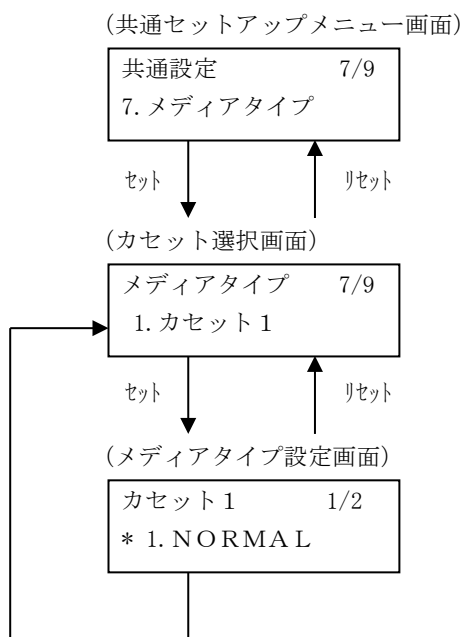 (共通セットアップメニュー画面)
共通設定 7/9
7.メディアタイプ
ｾｯﾄ ﾘｾｯﾄ
(カセット選択画面)
メディアタイプ 7/9
1.カセット１
ｾｯﾄ ﾘｾｯﾄ
(メディアタイプ設定画面)
カセット１ 1/2
* 1.ＮＯＲＭＡＬ